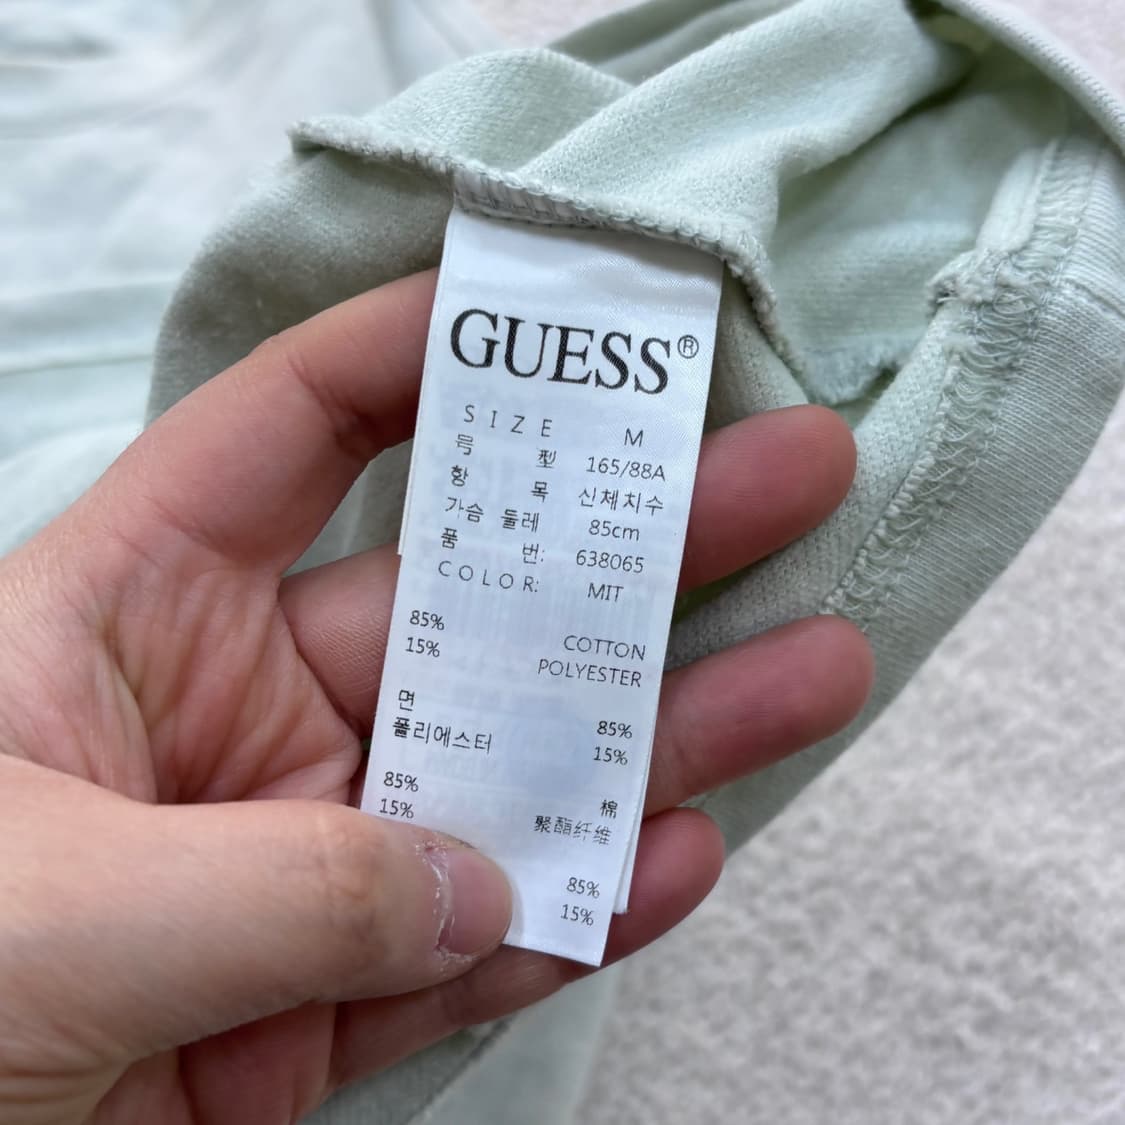 GUESS®
SIZE M
号型 165/88A
항목 신체치수
가슴 둘레 85cm
품번: 638065
COLOR: MIT
85% COTTON
15% POLYESTER
면 85%
폴리에스터 15%
85% 棉
15% 聚酯纤维
85%
15%